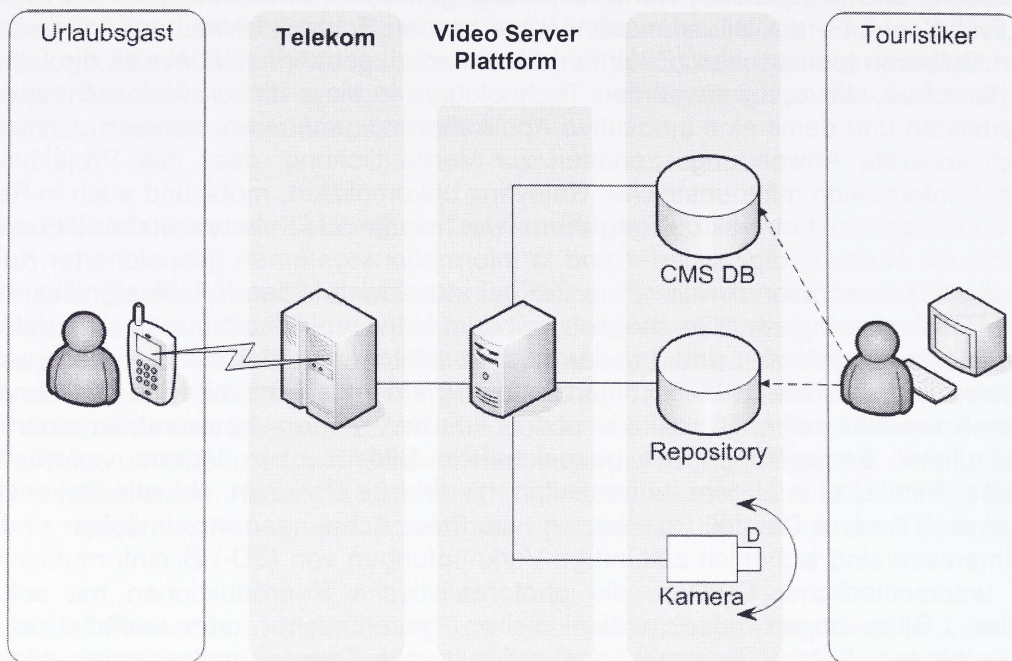 Urlaubsgast
Telekom
Video Server
Plattform
Touristiker
CMS DB
Repository
D
Kamera